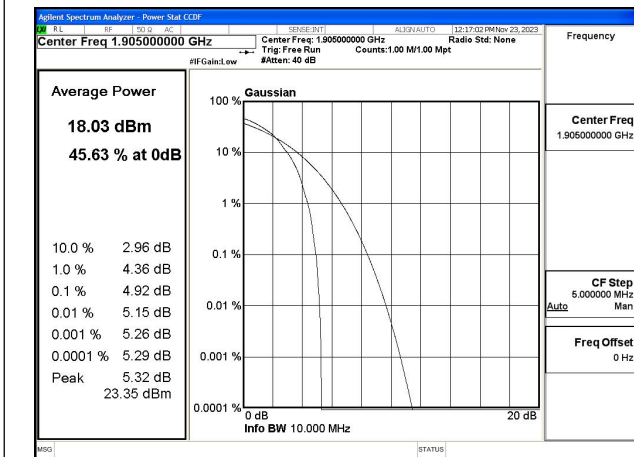 Agilent Spectrum Analyzer - Power Stat CCDF
RL RF 50 Ω AC SENSE:INT ALIGN AUTO 12:17:02 PM Nov 23, 2023
Center Freq 1.905000000 GHz
Center Freq: 1.905000000 GHz Radio Std: None
Trig: Free Run Counts:1.00 M/1.00 Mpt
#IFGain:Low #Atten: 40 dB
Frequency
Average Power
18.03 dBm
45.63 % at 0dB
10.0 % 2.96 dB
1.0 % 4.36 dB
0.1 % 4.92 dB
0.01 % 5.15 dB
0.001 % 5.26 dB
0.0001 % 5.29 dB
Peak 5.32 dB
23.35 dBm
Gaussian
100 %
10 %
1 %
0.1 %
0.01 %
0.001 %
0.0001 %
0 dB 20 dB
Info BW 10.000 MHz
Center Freq
1.905000000 GHz
CF Step
5.000000 MHz
Auto Man
Freq Offset
0 Hz
MSG STATUS